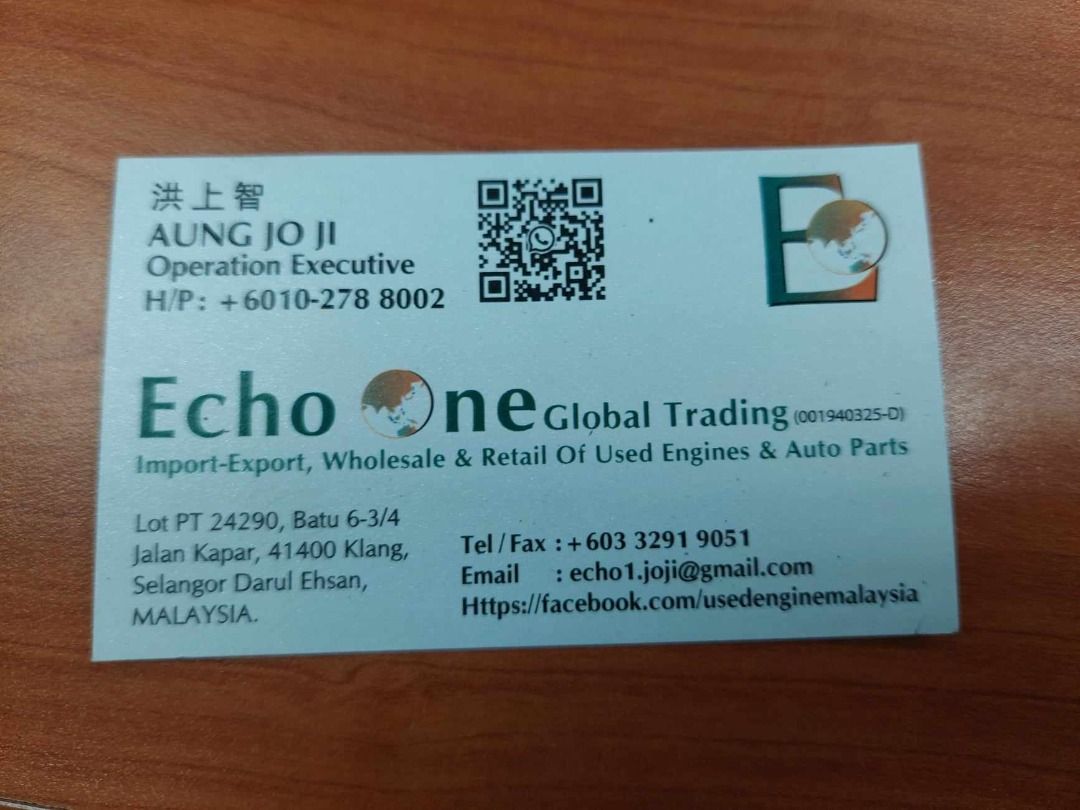 洪上智
AUNG JO JI
Operation Executive
H/P: +6010-278 8002
Echo One Global Trading (001940325-D)
Import-Export, Wholesale & Retail Of Used Engines & Auto Parts
Lot PT 24290, Batu 6-3/4
Jalan Kapar, 41400 Klang,
Selangor Darul Ehsan,
MALAYSIA.
Tel/Fax : +603 3291 9051
Email : echo1.joji@gmail.com
Https://facebook.com/usedenginemalaysia